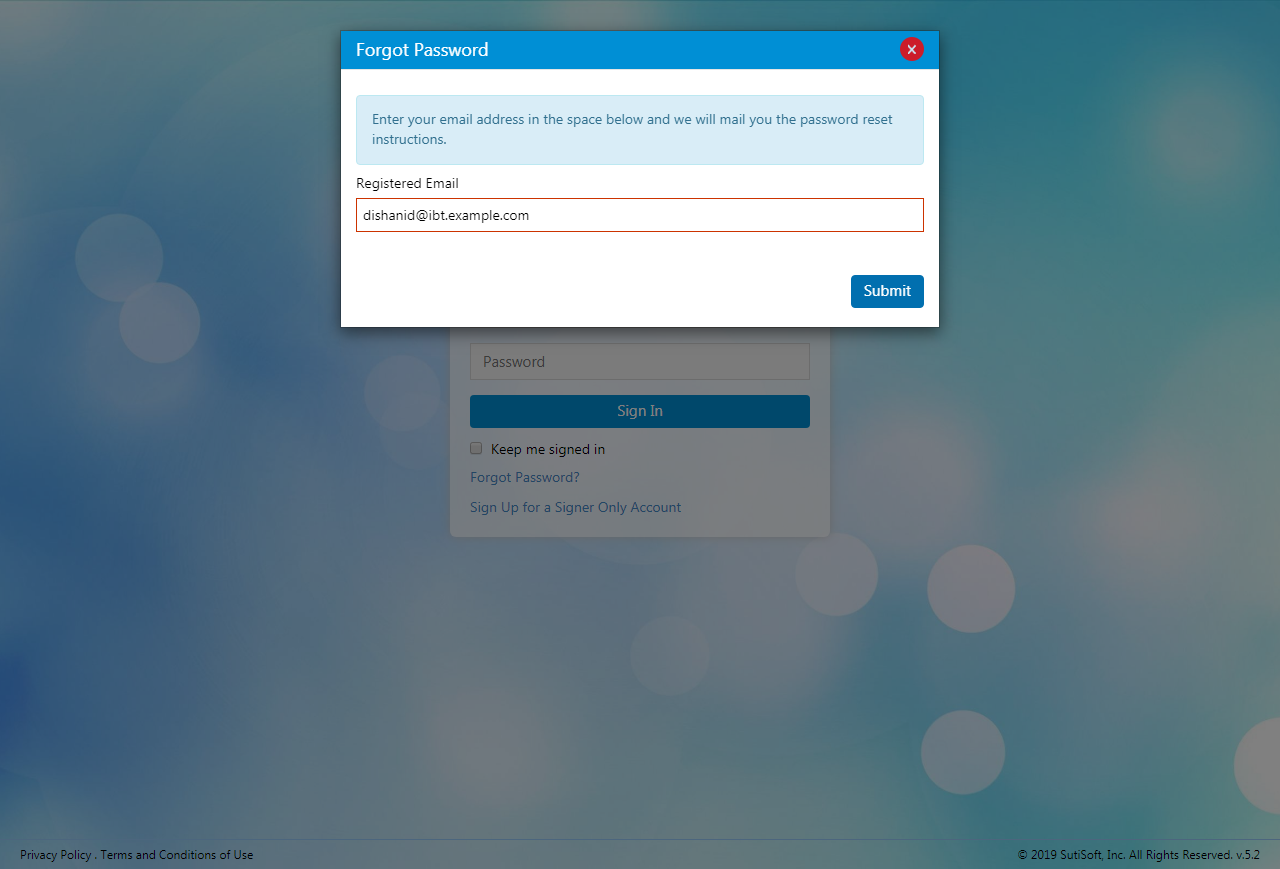 Forgot Password
Enter your email address in the space below and we will mail you the password reset
instructions.
Registered Email
dishanid@ibt.example.com
Submit
Password
Sign In
Keep me signed in
Forgot Password?
Sign Up for a Signer Only Account
Privacy Policy . Terms and Conditions of Use
© 2019 SutiSoft, Inc. All Rights Reserved. v.5.2